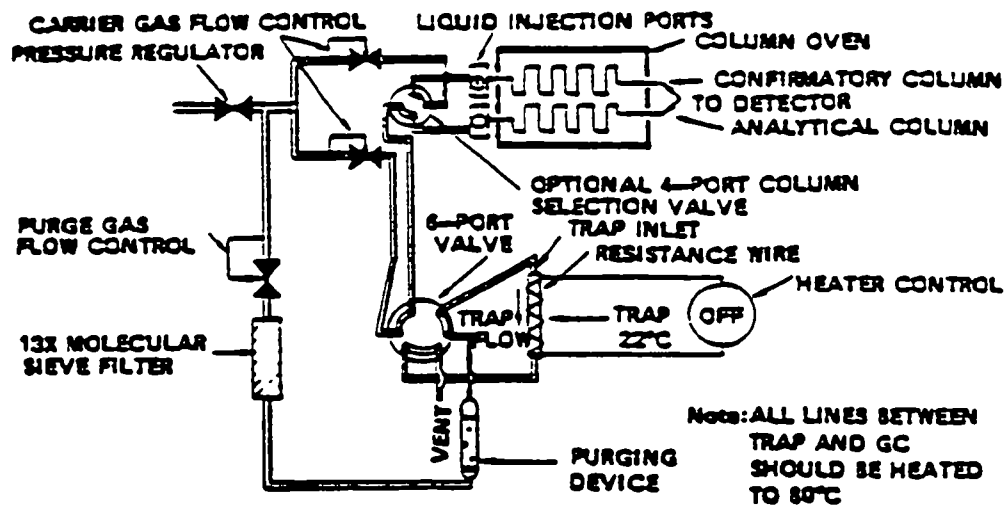 CARRIER GAS FLOW CONTROL
PRESSURE REGULATOR
LIQUID INJECTION PORTS
COLUMN OVEN
CONFIRMATORY COLUMN
TO DETECTOR
ANALYTICAL COLUMN
OPTIONAL 4-PORT COLUMN
SELECTION VALVE
PURGE GAS
FLOW CONTROL
6-PORT
VALVE
TRAP INLET
RESISTANCE WIRE
HEATER CONTROL
OFF
TRAP
FLOW
TRAP
22°C
13X MOLECULAR
SIEVE FILTER
VENT
PURGING
DEVICE
Note: ALL LINES BETWEEN
TRAP AND GC
SHOULD BE HEATED
TO 80°C